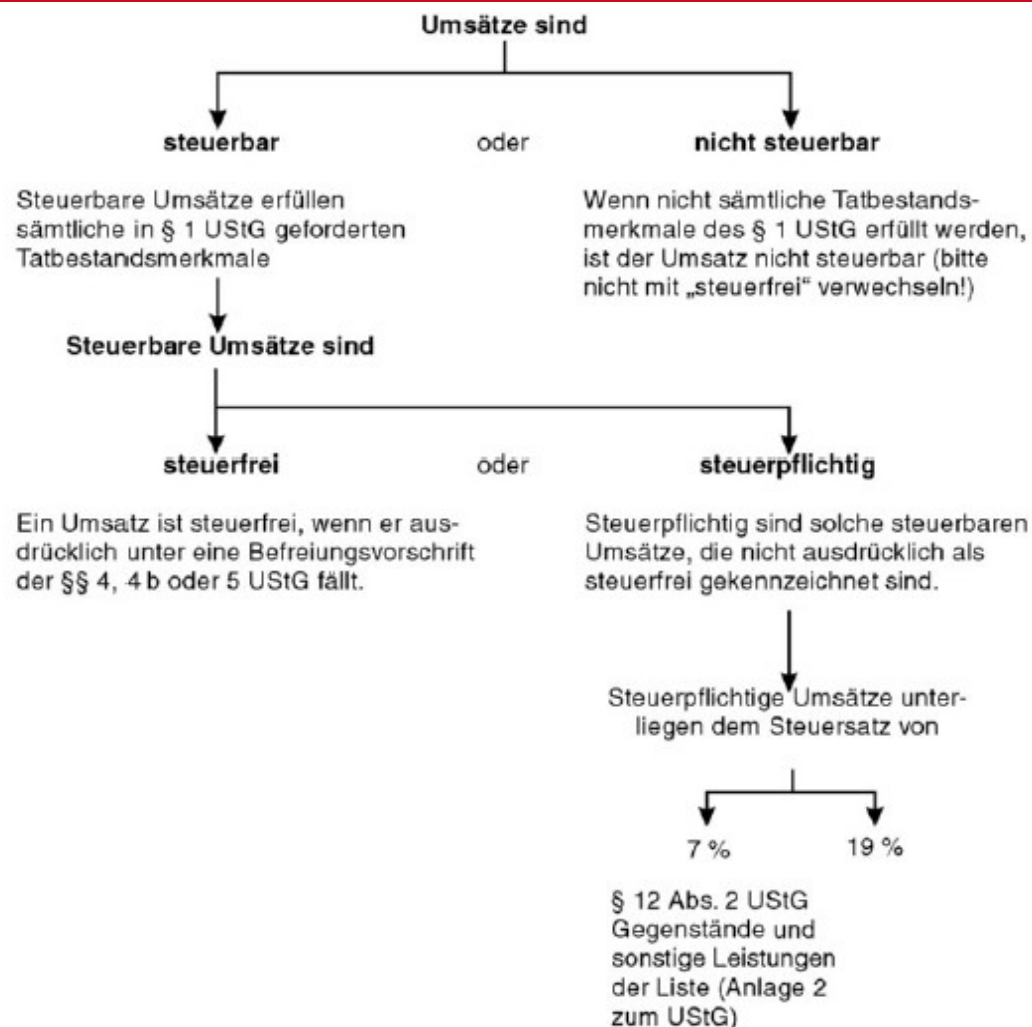 Umsätze sind
steuerbar oder nicht steuerbar
Steuerbare Umsätze erfüllen
sämtliche in § 1 UStG geforderten
Tatbestandsmerkmale
Wenn nicht sämtliche Tatbestands-
merkmale des § 1 UStG erfüllt werden,
ist der Umsatz nicht steuerbar (bitte
nicht mit „steuerfrei“ verwechseln!)
Steuerbare Umsätze sind
steuerfrei oder steuerpflichtig
Ein Umsatz ist steuerfrei, wenn er aus-
drücklich unter eine Befreiungsvorschrift
der §§ 4, 4 b oder 5 UStG fällt.
Steuerpflichtig sind solche steuerbaren
Umsätze, die nicht ausdrücklich als
steuerfrei gekennzeichnet sind.
Steuerpflichtige Umsätze unter-
liegen dem Steuersatz von
7 % 19 %
§ 12 Abs. 2 UStG
Gegenstände und
sonstige Leistungen
der Liste (Anlage 2
zum UStG)